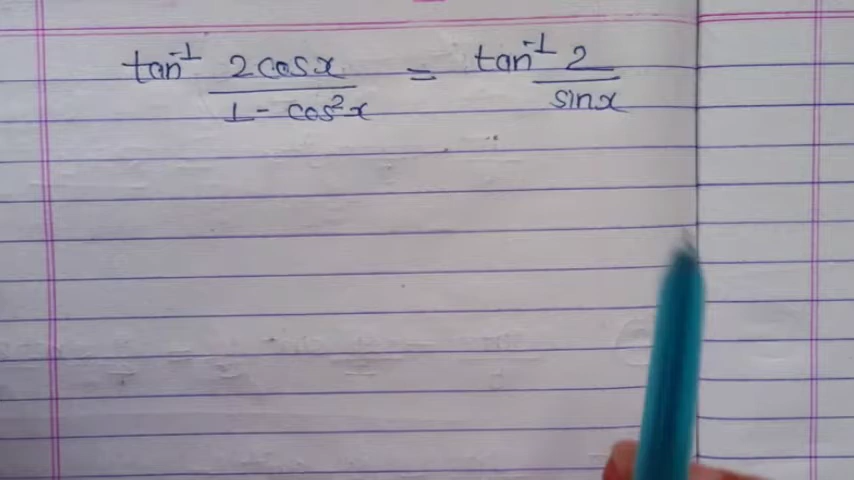 tan⁻¹ 2cosx / 1 - cos²x = tan⁻¹ 2 / sinx